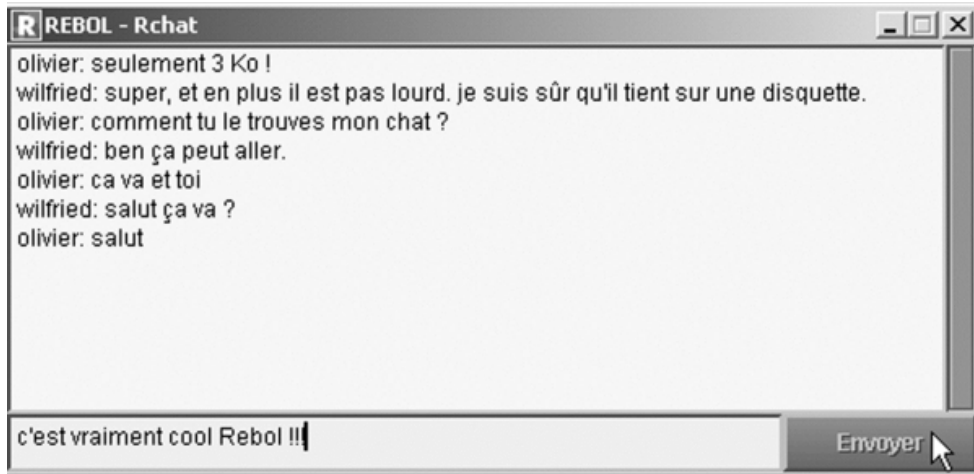 R REBOL - Rchat
olivier: seulement 3 Ko !
wilfried: super, et en plus il est pas lourd. je suis sûr qu'il tient sur une disquette.
olivier: comment tu le trouves mon chat ?
wilfried: ben ça peut aller.
olivier: ca va et toi
wilfried: salut ça va ?
olivier: salut
c'est vraiment cool Rebol !!!
Envoyer